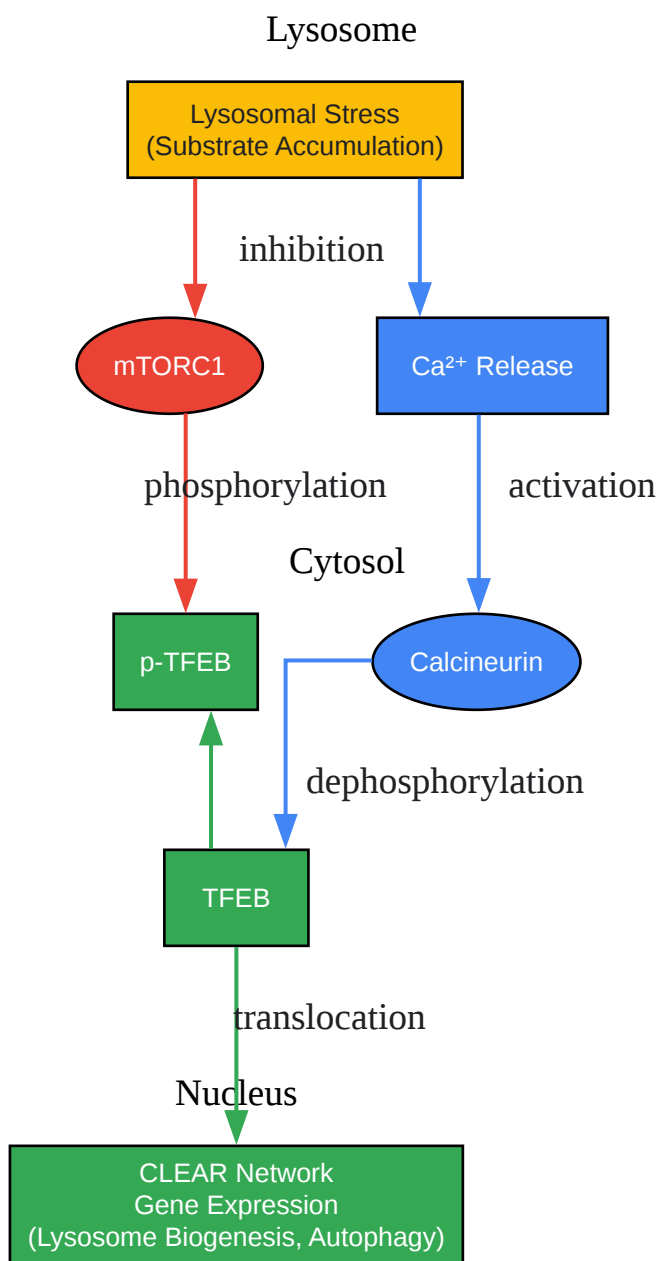 Lysosome
Lysosomal Stress
(Substrate Accumulation)
inhibition
mTORC1
Ca²⁺ Release
phosphorylation
activation
Cytosol
p-TFEB
Calcineurin
dephosphorylation
TFEB
translocation
Nucleus
CLEAR Network
Gene Expression
(Lysosome Biogenesis, Autophagy)